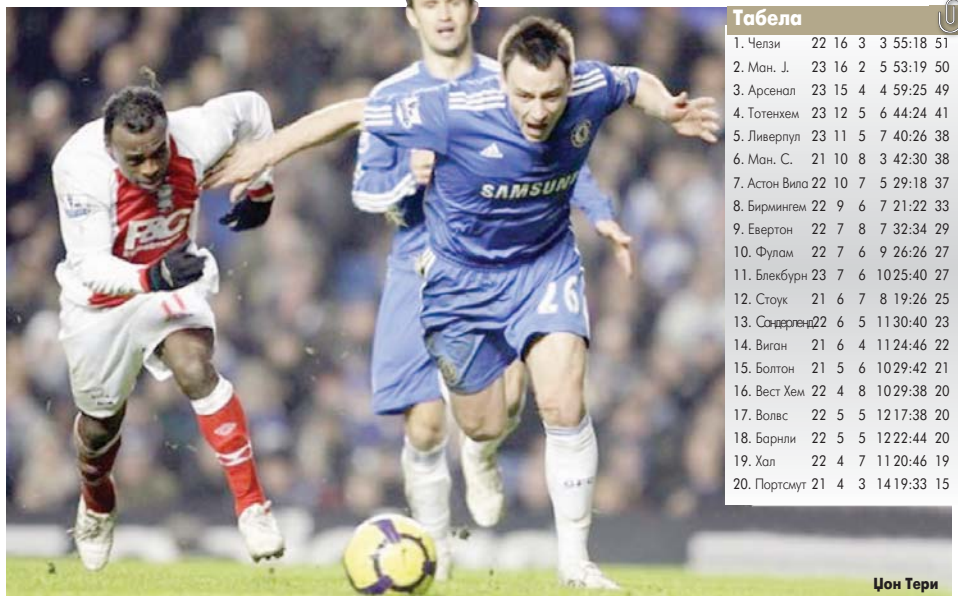 Табела
1. Челзи 22 16 3 3 55:18 51
2. Ман. Ј. 23 16 2 5 53:19 50
3. Арсенал 23 15 4 4 59:25 49
4. Тотенхем 23 12 5 6 44:24 41
5. Ливерпул 23 11 5 7 40:26 38
6. Ман. С. 21 10 8 3 42:30 38
7. Астон Вила 22 10 7 5 29:18 37
8. Бирмингем 22 9 6 7 21:22 33
9. Евертон 22 7 8 7 32:34 29
10. Фулам 22 7 6 9 26:26 27
11. Блекбурн 23 7 6 10 25:40 27
12. Стоук 21 6 7 8 19:26 25
13. Сандерленд 22 6 5 11 30:40 23
14. Виган 21 6 4 11 24:46 22
15. Болтон 21 5 6 10 29:42 21
16. Вест Хем 22 4 8 10 29:38 20
17. Волвс 22 5 5 12 17:38 20
18. Барнли 22 5 5 12 22:44 20
19. Хал 22 4 7 11 20:46 19
20. Портсмут 21 4 3 14 19:33 15
adidas
SAMSUNG
F&C
26
11
CFC
Џон Тери